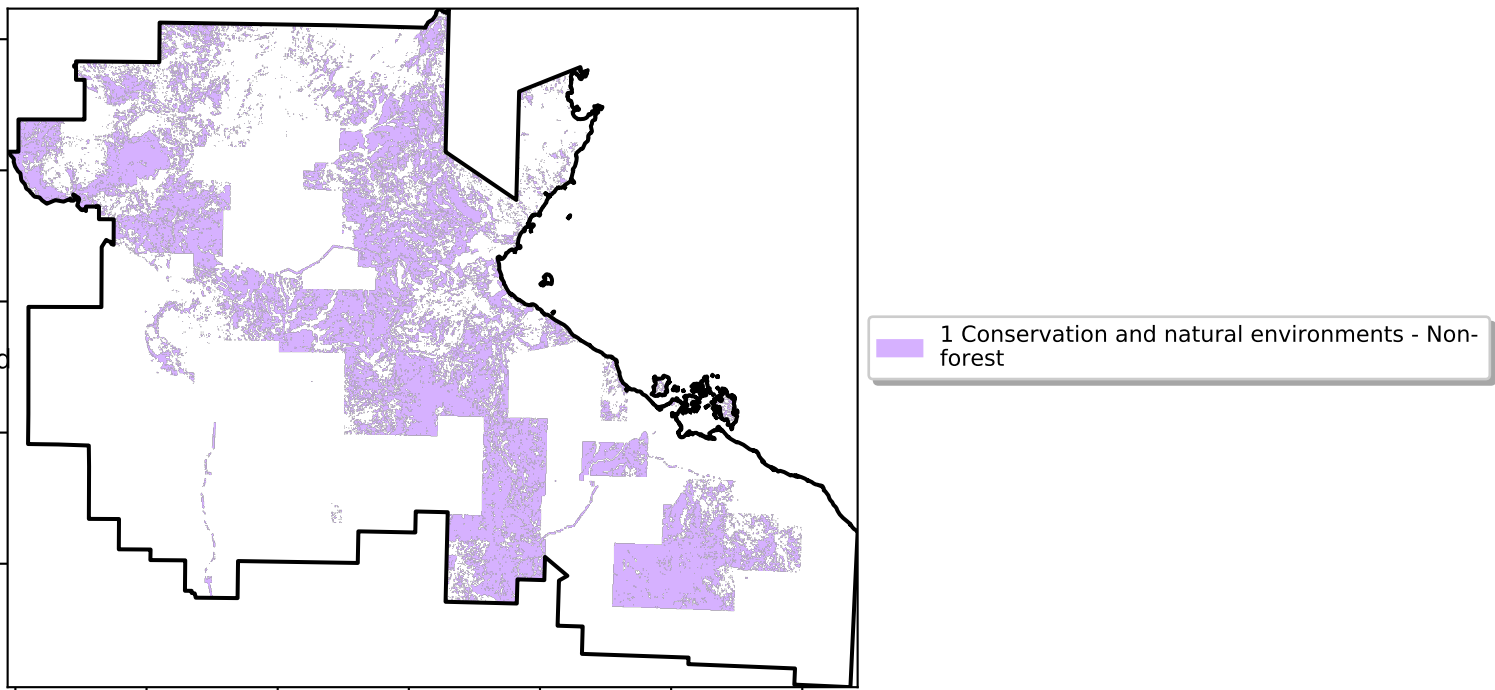 1 Conservation and natural environments - Non-
forest